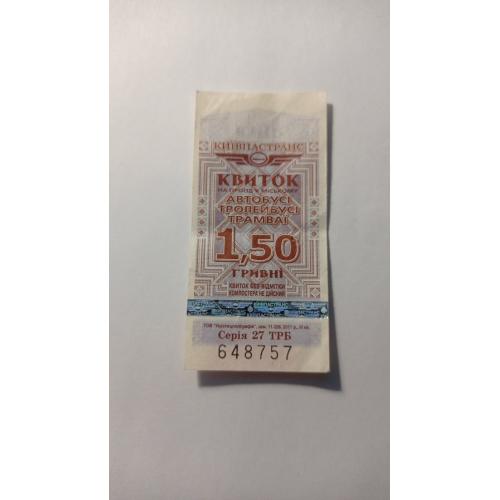 КИЇВПАСТРАНС
КВИТОК
НА ПРОЇЗД У МІСЬКОМУ
АВТОБУСІ
ТРОЛЕЙБУСІ
ТРАМВАЇ
1,50
ГРИВНІ
КВИТОК БЕЗ ВІДМІТКИ
КОМПОСТЕРА НЕ ДІЙСНИЙ
КИЇВПАСТРАНС
Серія 27 ТРБ
648757